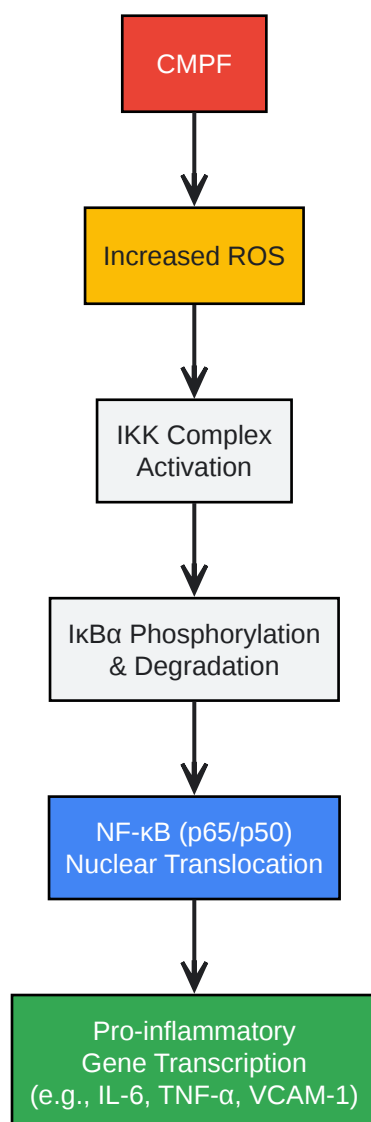 CMPF
Increased ROS
IKK Complex
Activation
IκBα Phosphorylation
& Degradation
NF-κB (p65/p50)
Nuclear Translocation
Pro-inflammatory
Gene Transcription
(e.g., IL-6, TNF-α, VCAM-1)